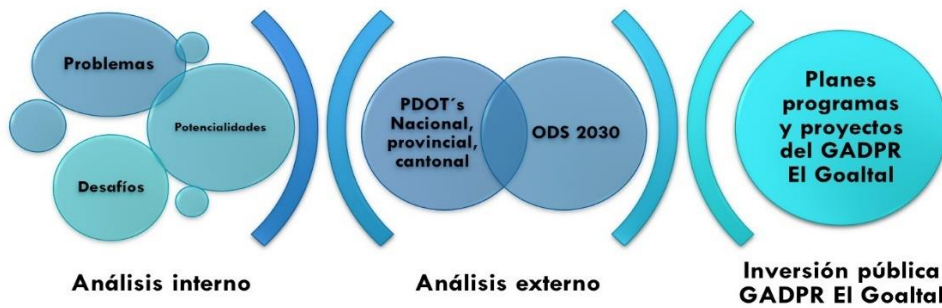 Problemas
Potencialidades
Desafíos
Análisis interno
PDOT´s
Nacional,
provincial,
cantonal
ODS 2030
Análisis externo
Planes
programas
y proyectos
del GADPR
El Goaltal
Inversión pública
GADPR El Goaltal